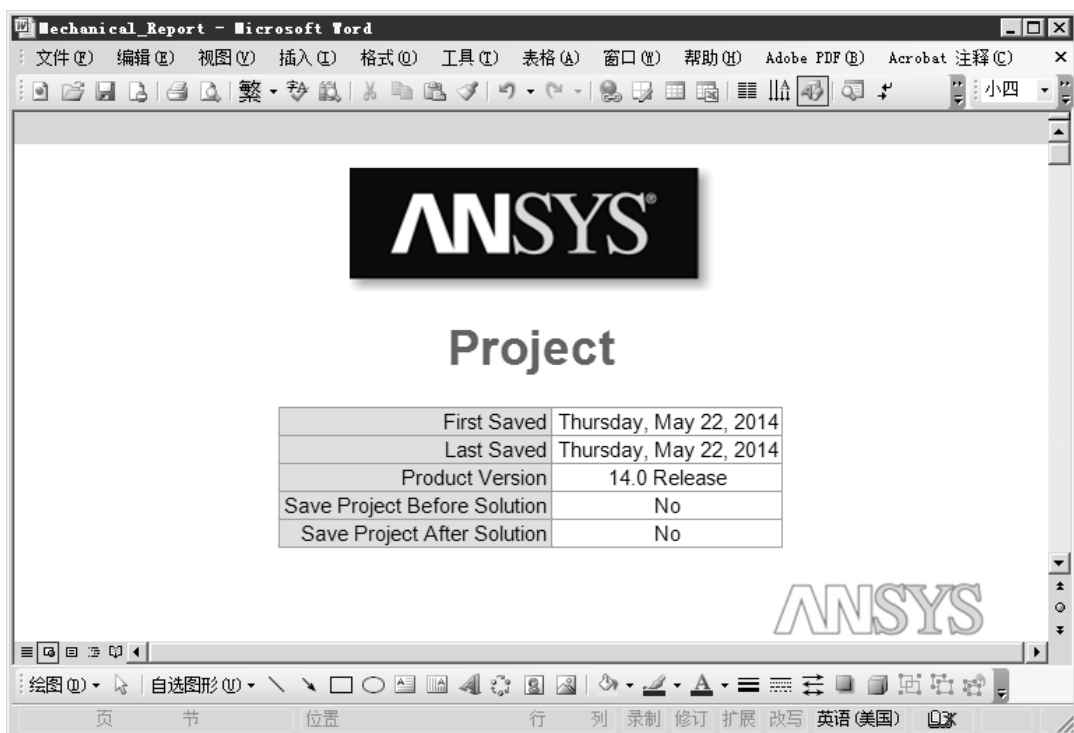 Mechanical_Report - Microsoft Word
文件(F) 编辑(E) 视图(V) 插入(I) 格式(O) 工具(T) 表格(A) 窗口(W) 帮助(H) Adobe PDF(B) Acrobat 注释(C)
繁 小四
ANSYS®
Project
First Saved Thursday, May 22, 2014
Last Saved Thursday, May 22, 2014
Product Version 14.0 Release
Save Project Before Solution No
Save Project After Solution No
ANSYS
绘图(D) 自选图形(U)
页 节 位置 行 列 录制 修订 扩展 改写 英语(美国)